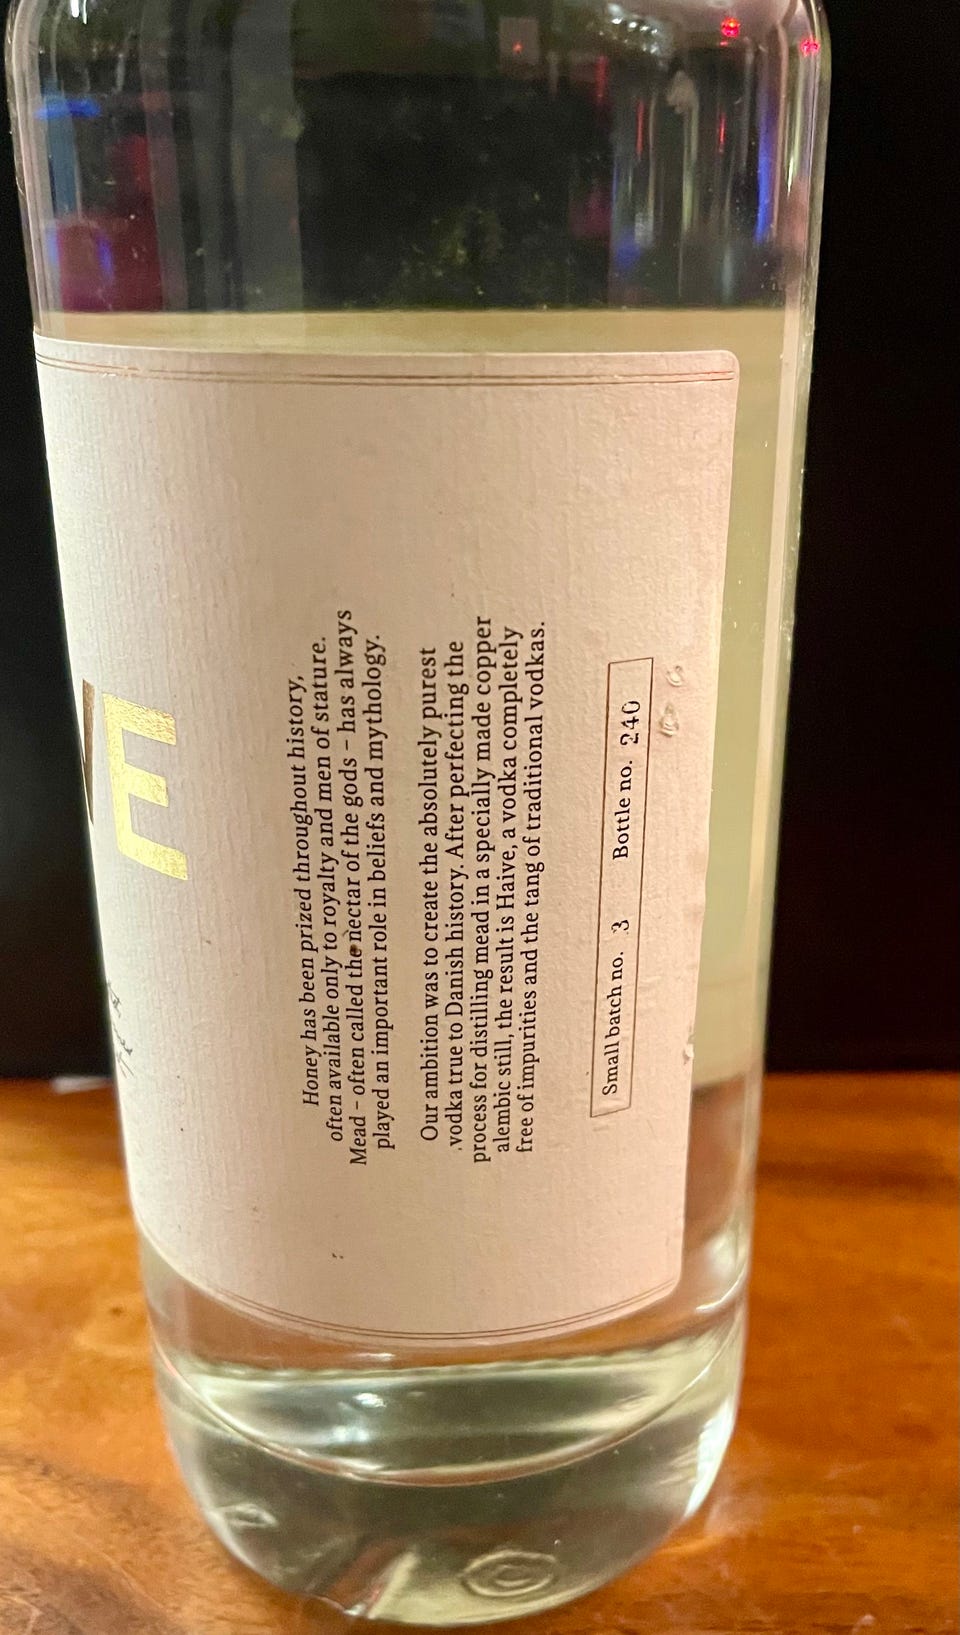 VE
Honey has been prized throughout history,
often available only to royalty and men of stature.
Mead – often called the nectar of the gods – has always
played an important role in beliefs and mythology.
Our ambition was to create the absolutely purest
vodka true to Danish history. After perfecting the
process for distilling mead in a specially made copper
alembic still, the result is Haive, a vodka completely
free of impurities and the tang of traditional vodkas.
Small batch no. 3 Bottle no. 240